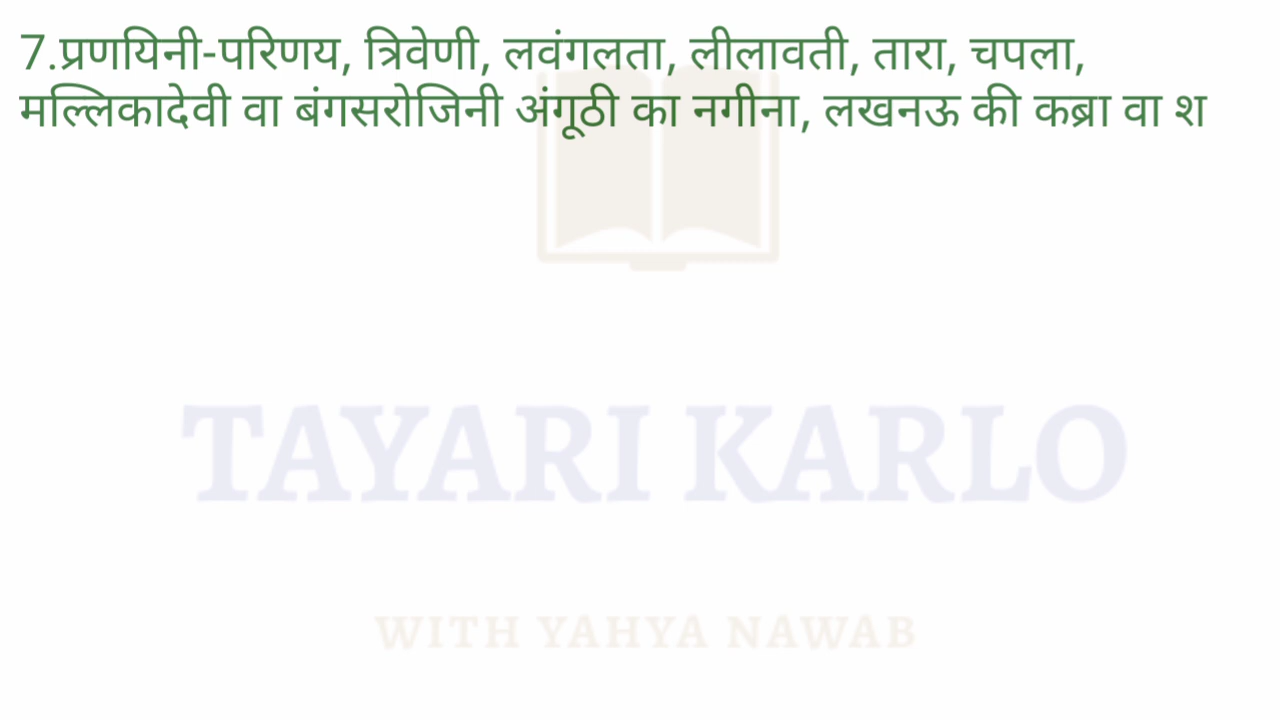 7.प्रणयिनी-परिणय, त्रिवेणी, लवंगलता, लीलावती, तारा, चपला,
मल्लिकादेवी वा बंगसरोजिनी अंगूठी का नगीना, लखनऊ की कब्रा वा श
TAYARI KARLO
WITH YAHYA NAWAB